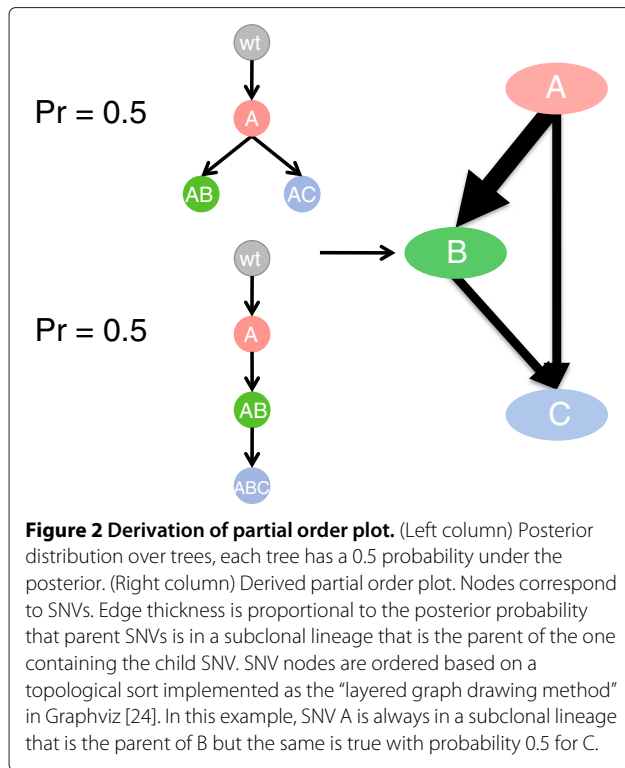 wt
Pr = 0.5
A
AB
AC
wt
Pr = 0.5
A
AB
ABC
A
B
C
Figure 2 Derivation of partial order plot. (Left column) Posterior
distribution over trees, each tree has a 0.5 probability under the
posterior. (Right column) Derived partial order plot. Nodes correspond
to SNVs. Edge thickness is proportional to the posterior probability
that parent SNVs is in a subclonal lineage that is the parent of the one
containing the child SNV. SNV nodes are ordered based on a
topological sort implemented as the “layered graph drawing method”
in Graphviz [24]. In this example, SNV A is always in a subclonal lineage
that is the parent of B but the same is true with probability 0.5 for C.